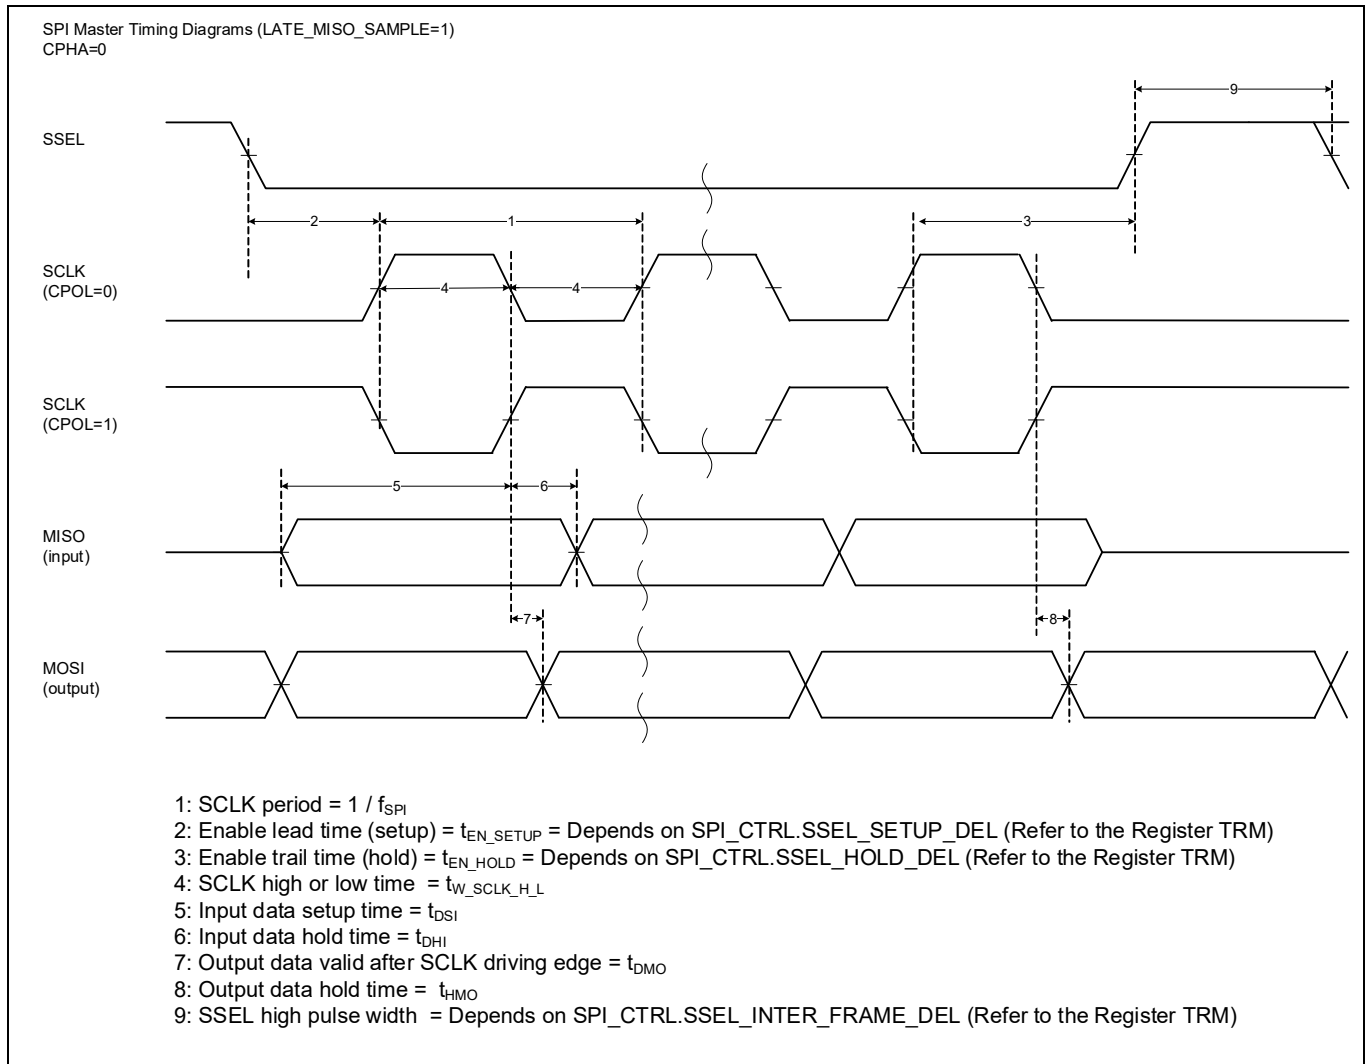 SPI Master Timing Diagrams (LATE_MISO_SAMPLE=1)
CPHA=0
9
SSEL
2
1
3
SCLK
(CPOL=0)
4
4
SCLK
(CPOL=1)
5
6
MISO
(input)
7
8
MOSI
(output)
1: SCLK period = 1 / fSPI
2: Enable lead time (setup) = tEN_SETUP = Depends on SPI_CTRL.SSEL_SETUP_DEL (Refer to the Register TRM)
3: Enable trail time (hold) = tEN_HOLD = Depends on SPI_CTRL.SSEL_HOLD_DEL (Refer to the Register TRM)
4: SCLK high or low time = tW_SCLK_H_L
5: Input data setup time = tDSI
6: Input data hold time = tDHI
7: Output data valid after SCLK driving edge = tDMO
8: Output data hold time = tHMO
9: SSEL high pulse width = Depends on SPI_CTRL.SSEL_INTER_FRAME_DEL (Refer to the Register TRM)